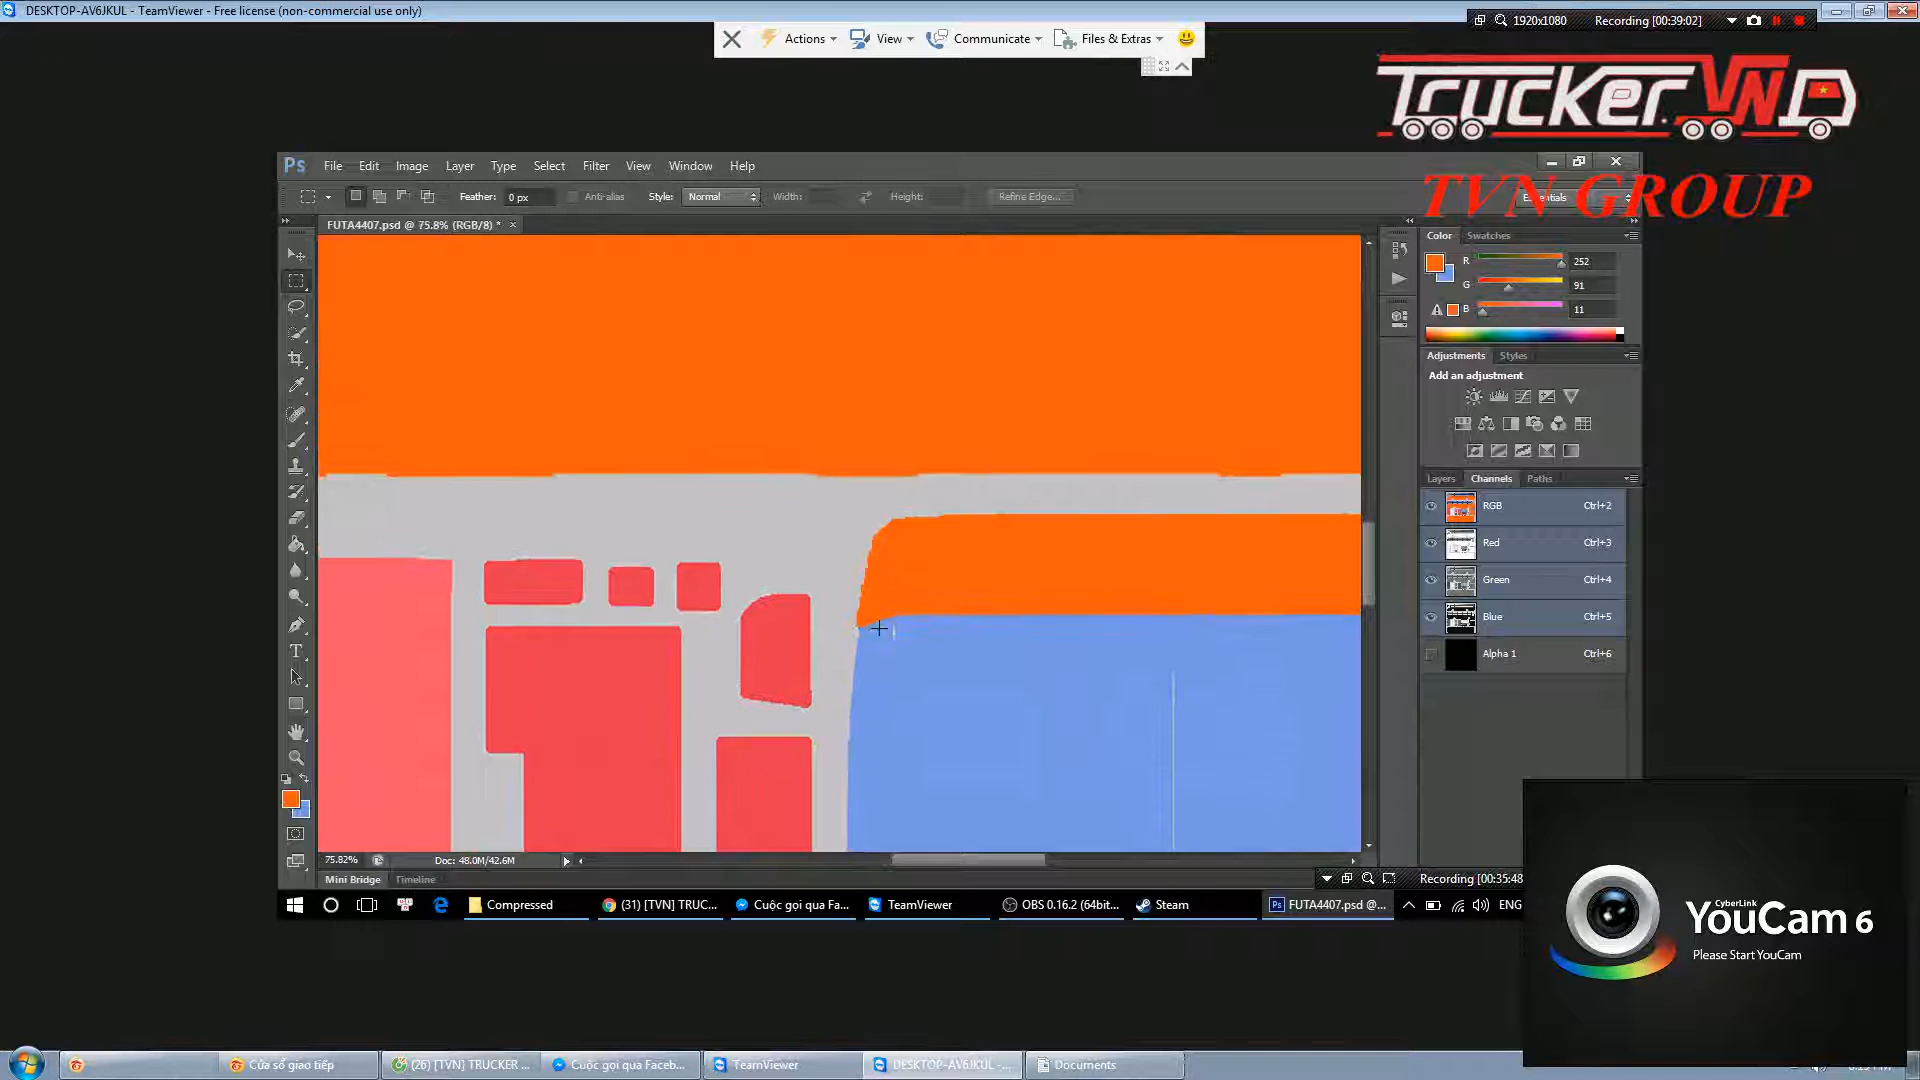 DESKTOP-AV6JKUL - TeamViewer - Free license (non-commercial use only)
1920x1080
Recording [00:39:02]
Actions
View
Communicate
Files & Extras
TRUCKER.VN
TVN GROUP
Ps
File
Edit
Image
Layer
Type
Select
Filter
View
Window
Help
Feather:
0 px
Anti-alias
Style:
Normal
Width:
Height:
Refine Edge...
Essentials
FUTA4407.psd @ 75.8% (RGB/8) *
Color
Swatches
R
252
G
91
B
11
Adjustments
Styles
Add an adjustment
Layers
Channels
Paths
RGB
Ctrl+2
Red
Ctrl+3
Green
Ctrl+4
Blue
Ctrl+5
Alpha 1
Ctrl+6
75.82%
Doc: 48.0M/42.6M
Mini Bridge
Timeline
Recording [00:35:48
Compressed
(31) [TVN] TRUC...
Cuộc gọi qua Fa...
TeamViewer
OBS 0.16.2 (64bit...
Steam
FUTA4407.psd @...
ENG
CyberLink
YouCam 6
Please Start YouCam
Cửa sổ giao tiếp
(26) [TVN] TRUCKER ...
Cuộc gọi qua Faceb...
TeamViewer
DESKTOP-AV6JKUL -...
Documents